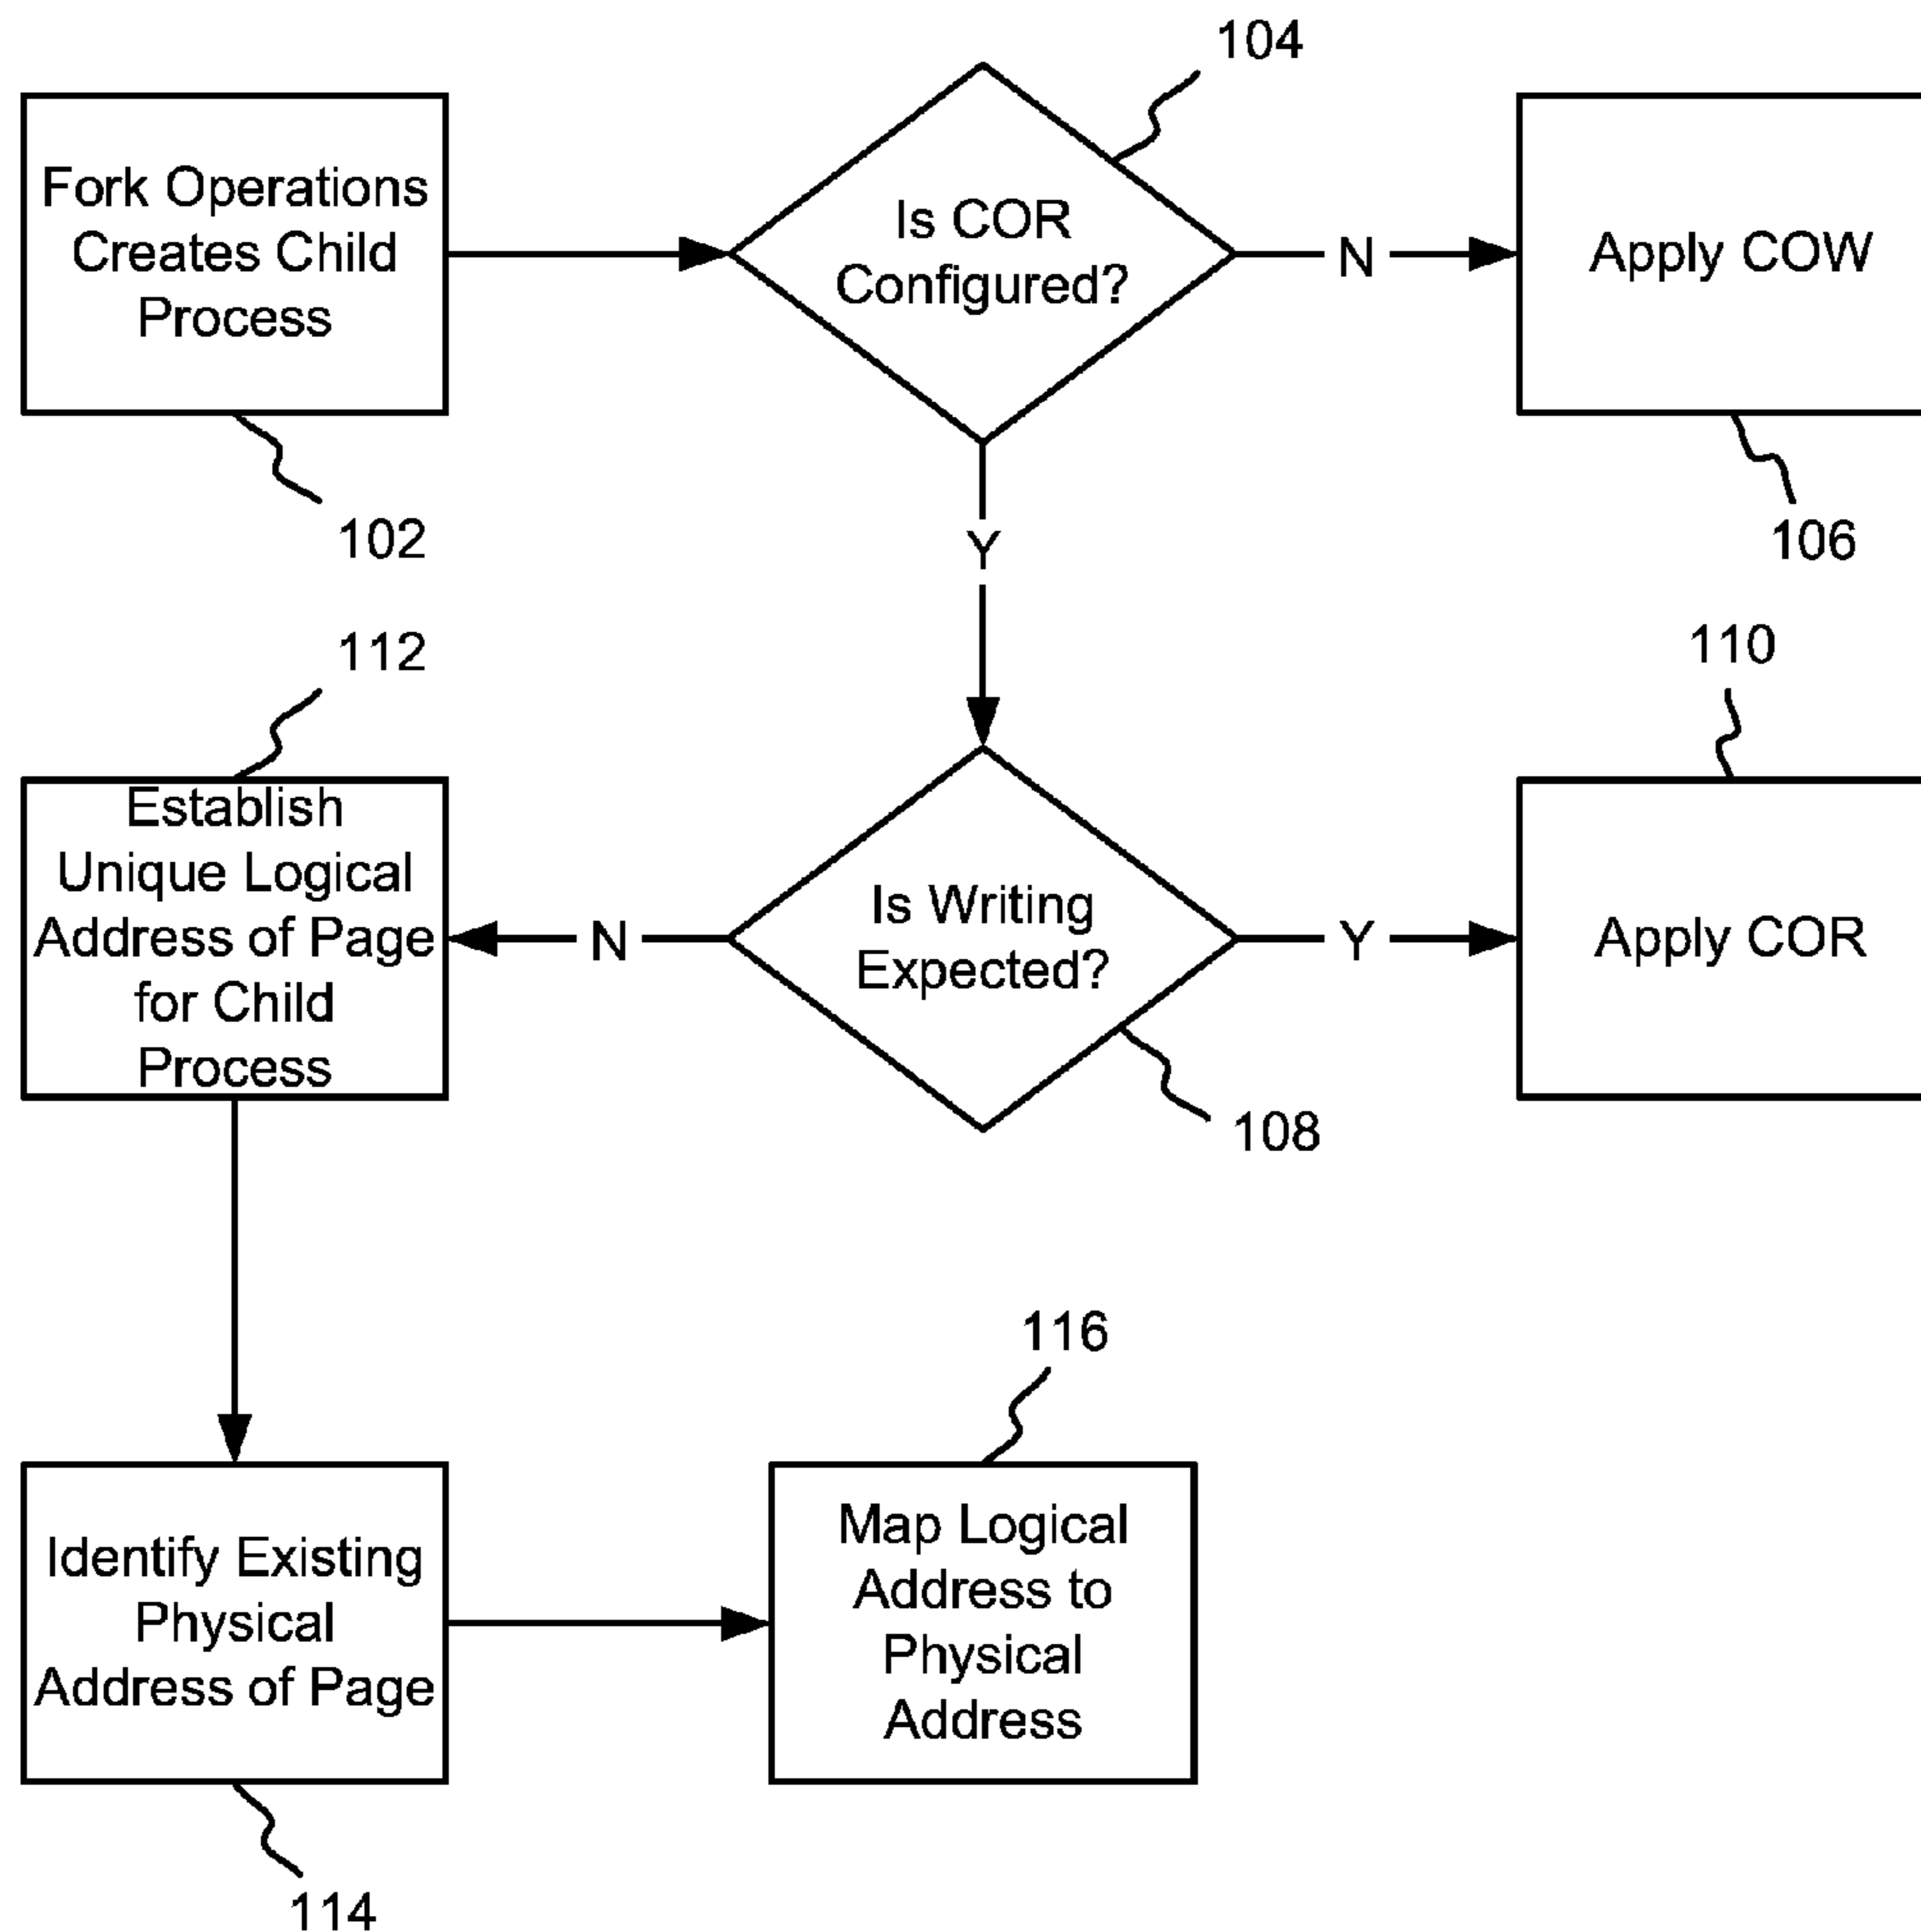 104
Fork Operations
Creates Child
Process
Is COR
Configured?
N
Apply COW
102
Y
106
112
110
Establish
Unique Logical
Address of Page
for Child
Process
N
Is Writing
Expected?
Y
Apply COR
108
116
Identify Existing
Physical
Address of Page
Map Logical
Address to
Physical
Address
114